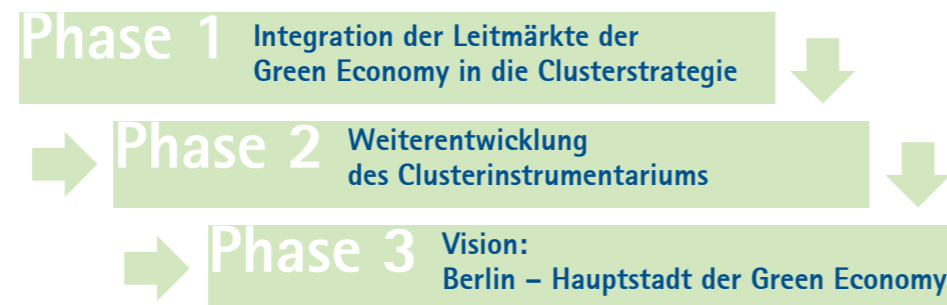 Phase 1
Integration der Leitmärkte der
Green Economy in die Clusterstrategie
Phase 2
Weiterentwicklung
des Clusterinstrumentariums
Phase 3
Vision:
Berlin – Hauptstadt der Green Economy